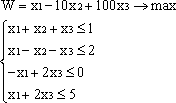 W = x1–10x2 + 100x3 → max
x1+ x2 + x3 ≤ 1
x1– x2 – x3 ≤ 2
–x1 + 2x3 ≤ 0
x1+ 2x3 ≤ 5